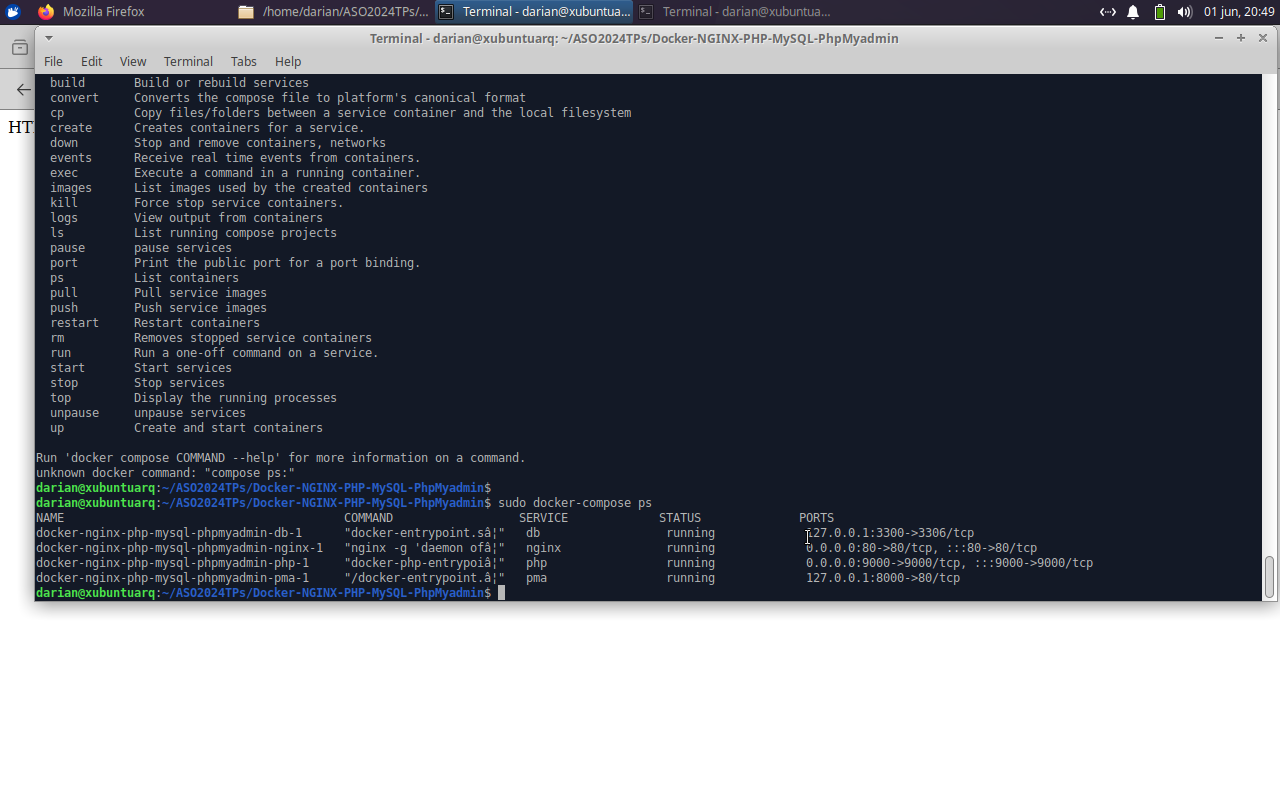 Mozilla Firefox /home/darian/ASO2024TPs/... Terminal - darian@xubuntua... Terminal - darian@xubuntua... 01 jun, 20:49
Terminal - darian@xubuntuarq: ~/ASO2024TPs/Docker-NGINX-PHP-MySQL-PhpMyadmin
File Edit View Terminal Tabs Help
build Build or rebuild services
convert Converts the compose file to platform's canonical format
cp Copy files/folders between a service container and the local filesystem
create Creates containers for a service.
down Stop and remove containers, networks
events Receive real time events from containers.
exec Execute a command in a running container.
images List images used by the created containers
kill Force stop service containers.
logs View output from containers
ls List running compose projects
pause pause services
port Print the public port for a port binding.
ps List containers
pull Pull service images
push Push service images
restart Restart containers
rm Removes stopped service containers
run Run a one-off command on a service.
start Start services
stop Stop services
top Display the running processes
unpause unpause services
up Create and start containers
Run 'docker compose COMMAND --help' for more information on a command.
unknown docker command: "compose ps:"
darian@xubuntuarq:~/ASO2024TPs/Docker-NGINX-PHP-MySQL-PhpMyadmin$
darian@xubuntuarq:~/ASO2024TPs/Docker-NGINX-PHP-MySQL-PhpMyadmin$ sudo docker-compose ps
NAME COMMAND SERVICE STATUS PORTS
docker-nginx-php-mysql-phpmyadmin-db-1 "docker-entrypoint.sâ¦" db running 127.0.0.1:3300->3306/tcp
docker-nginx-php-mysql-phpmyadmin-nginx-1 "nginx -g 'daemon ofâ¦" nginx running 0.0.0.0:80->80/tcp, :::80->80/tcp
docker-nginx-php-mysql-phpmyadmin-php-1 "docker-php-entrypoiâ¦" php running 0.0.0.0:9000->9000/tcp, :::9000->9000/tcp
docker-nginx-php-mysql-phpmyadmin-pma-1 "/docker-entrypoint.â¦" pma running 127.0.0.1:8000->80/tcp
darian@xubuntuarq:~/ASO2024TPs/Docker-NGINX-PHP-MySQL-PhpMyadmin$